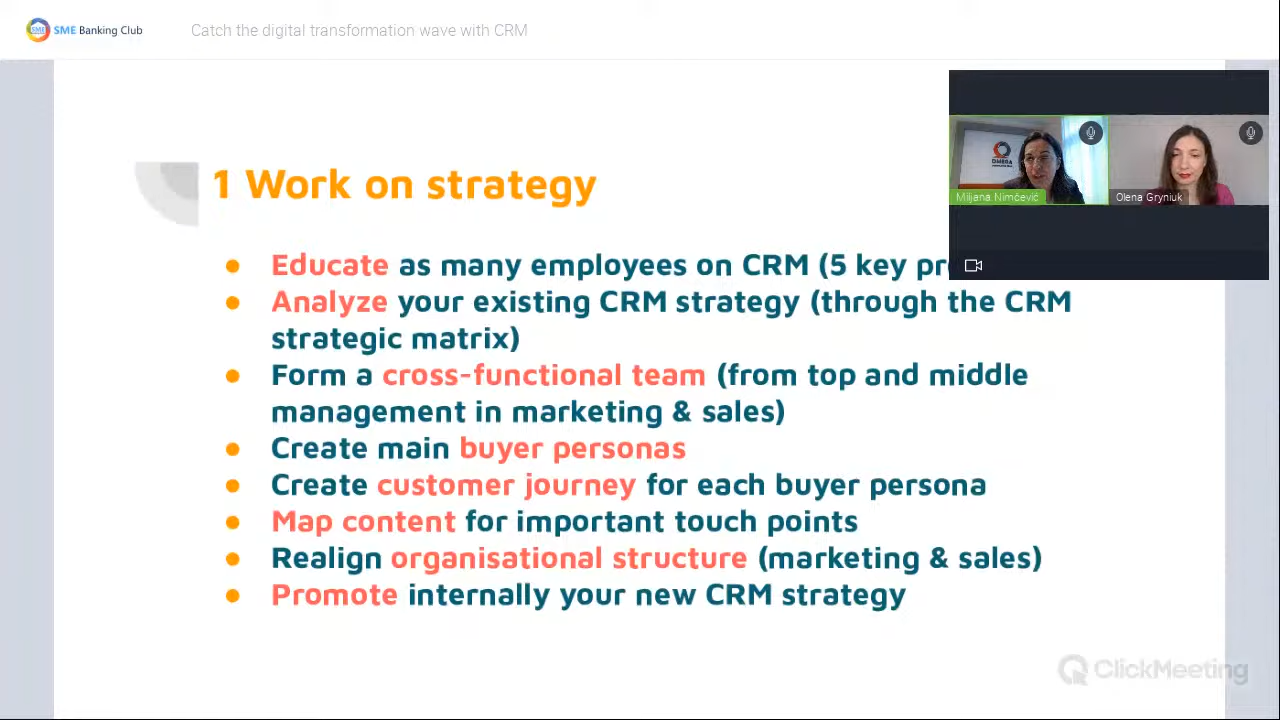 SME Banking Club
Catch the digital transformation wave with CRM
1 Work on strategy
Miljana Nimčević
Olena Gryniuk
Educate as many employees on CRM (5 key
Analyze your existing CRM strategy (through the CRM
strategic matrix)
Form a cross-functional team (from top and middle
management in marketing & sales)
Create main buyer personas
Create customer journey for each buyer persona
Map content for important touch points
Realign organisational structure (marketing & sales)
Promote internally your new CRM strategy
ClickMeeting